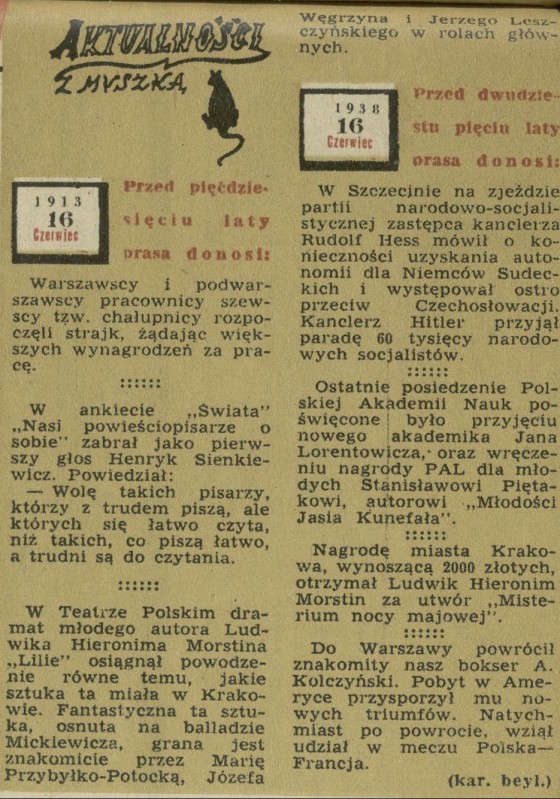 AKTUALNOŚCI
Z MYSZKĄ
1913
16
Czerwiec
Przed pięćdzie-
sięciu laty
prasa donosi:
Warszawscy i podwar-
szawscy pracownicy szew-
scy tzw. chałupnicy rozpo-
częli strajk, żądając więk-
szych wynagrodzeń za pra-
cę.
::::::
W ankiecie „Świata”
„Nasi powieściopisarze o
sobie” zabrał jako pierw-
szy głos Henryk Sienkie-
wicz. Powiedział:
— Wolę takich pisarzy,
którzy z trudem piszą, ale
których się łatwo czyta,
niż takich, co piszą łatwo,
a trudni są do czytania.
::::::
W Teatrze Polskim dra-
mat młodego autora Lud-
wika Hieronima Morstina
„Lilie” osiągnął powodze-
nie równe temu, jakie
sztuka ta miała w Krako-
wie. Fantastyczna ta sztu-
ka, osnuta na balladzie
Mickiewicza, grana jest
znakomicie przez Marię
Przybyłko-Potocką, Józefa
Węgrzyna i Jerzego Lesz-
czyńskiego w rolach głów-
nych.
1938
16
Czerwiec
Przed dwudzie-
stu pięciu laty
prasa donosi:
W Szczecinie na zjeździe
partii narodowo-socjali-
stycznej zastępca kanclerza
Rudolf Hess mówił o ko-
nieczności uzyskania auto-
nomii dla Niemców Sudec-
kich i występował ostro
przeciw Czechosłowacji.
Kanclerz Hitler przyjął
paradę 60 tysięcy narodo-
wych socjalistów.
::::::
Ostatnie posiedzenie Pol-
skiej Akademii Nauk po-
święcone było przyjęciu
nowego akademika Jana
Lorentowicza, oraz wręcze-
niu nagrody PAL dla mło-
dych Stanisławowi Pięta-
kowi, autorowi „Młodości
Jasia Kunefała”.
::::::
Nagrodę miasta Krako-
wa, wynoszącą 2000 złotych,
otrzymał Ludwik Hieronim
Morstin za utwór „Miste-
rium nocy majowej”.
::::::
Do Warszawy powrócił
znakomity nasz bokser A.
Kolczyński. Pobyt w Ame-
ryce przysporzył mu no-
wych triumfów. Natych-
miast po powrocie, wziął
udział w meczu Polska—
Francja.
(kar. beyl.)